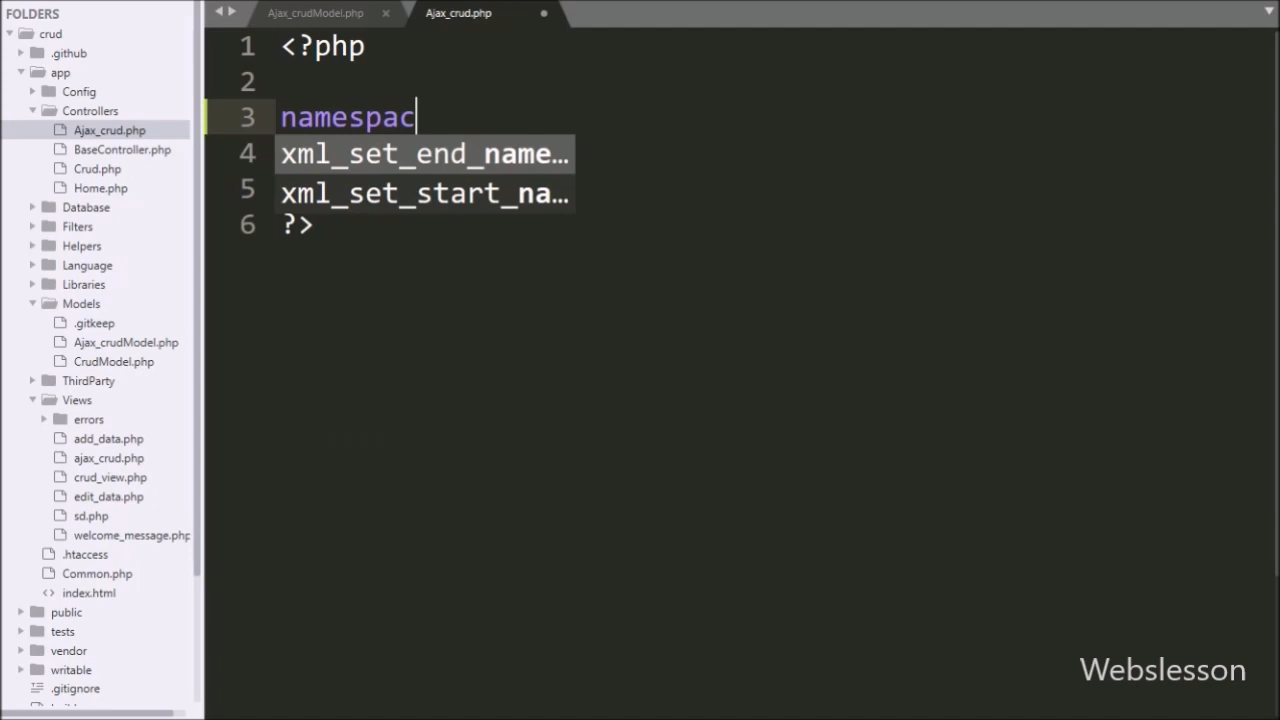 FOLDERS
crud
.github
app
Config
Controllers
Ajax_crud.php
BaseController.php
Crud.php
Home.php
Database
Filters
Helpers
Language
Libraries
Models
.gitkeep
Ajax_crudModel.php
CrudModel.php
ThirdParty
Views
errors
add_data.php
ajax_crud.php
crud_view.php
edit_data.php
sd.php
welcome_message.php
.htaccess
Common.php
index.html
public
tests
vendor
writable
.gitignore
Ajax_crudModel.php × Ajax_crud.php
1 <?php
2
3 namespac
4 xml_set_end_name…
5 xml_set_start_na…
6 ?>
Webslesson